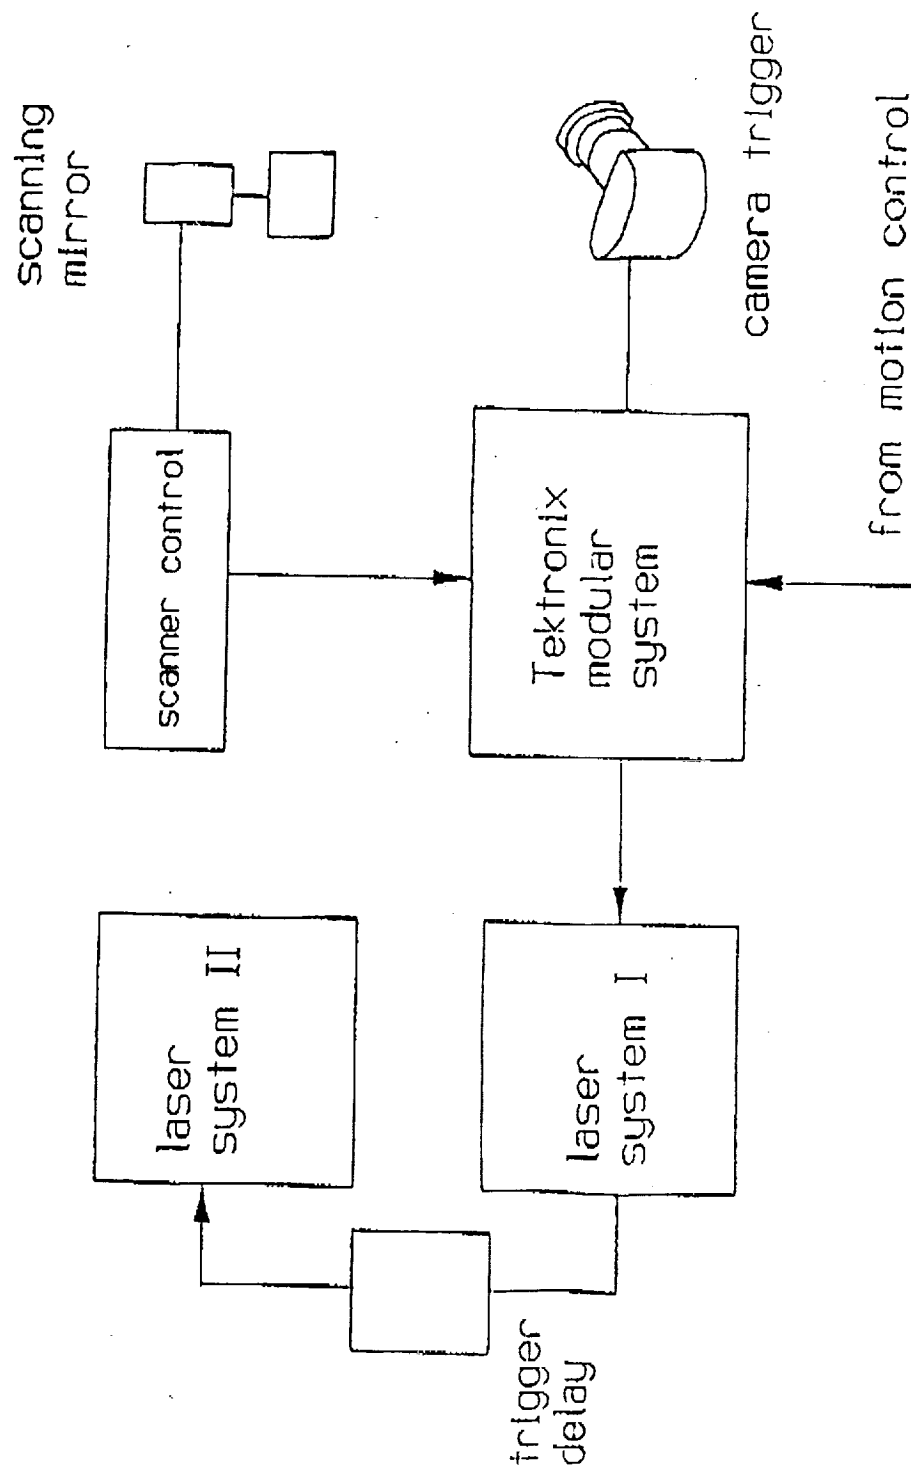 laser
system II
scanner control
scanning
mirror
trigger
delay
laser
system I
Tektronix
modular
system
camera trigger
from motion control